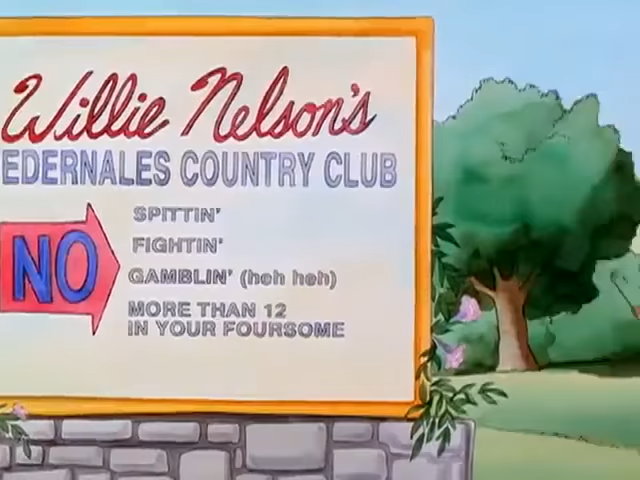 Willie Nelson's
EDERNALES COUNTRY CLUB
NO
SPITTIN'
FIGHTIN'
GAMBLIN' (heh heh)
MORE THAN 12
IN YOUR FOURSOME